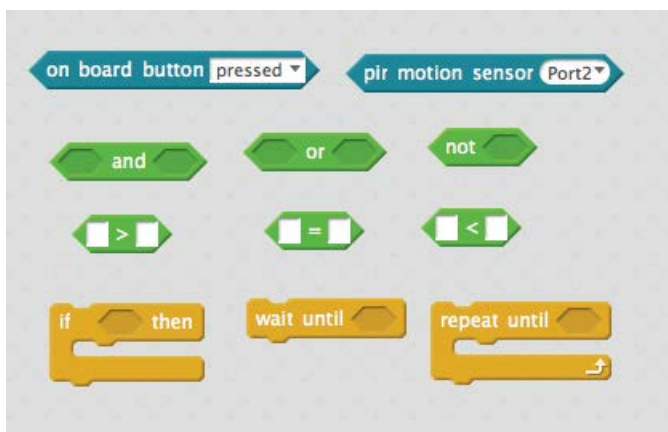 on board button pressed
pir motion sensor Port2
and
or
not
>
=
<
if then
wait until
repeat until